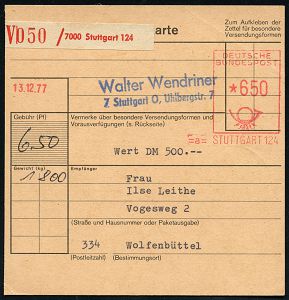 Zum Aufkleben der
Zettel für besondere
Versendungsformen
VD50 / 7000 Stuttgart 124
arte
DEUTSCHE
BUNDESPOST
*650
PAKETE
STUTTGART 124
13.12.77
Walter Wendriner
7 Stuttgart O, Uhlbergstr. 7
Gebühr (Pf)
6.50
Vermerke über besondere Versendungsformen und
Vorausverfügungen (s. Rückseite)
Wert DM 500.--
Gewicht (kg)
1 800
Empfänger
Frau
Ilse Leithe
Vogesweg 2
(Straße und Hausnummer oder Paketausgabe)
334 Wolfenbüttel
(Postleitzahl) (Bestimmungsort)